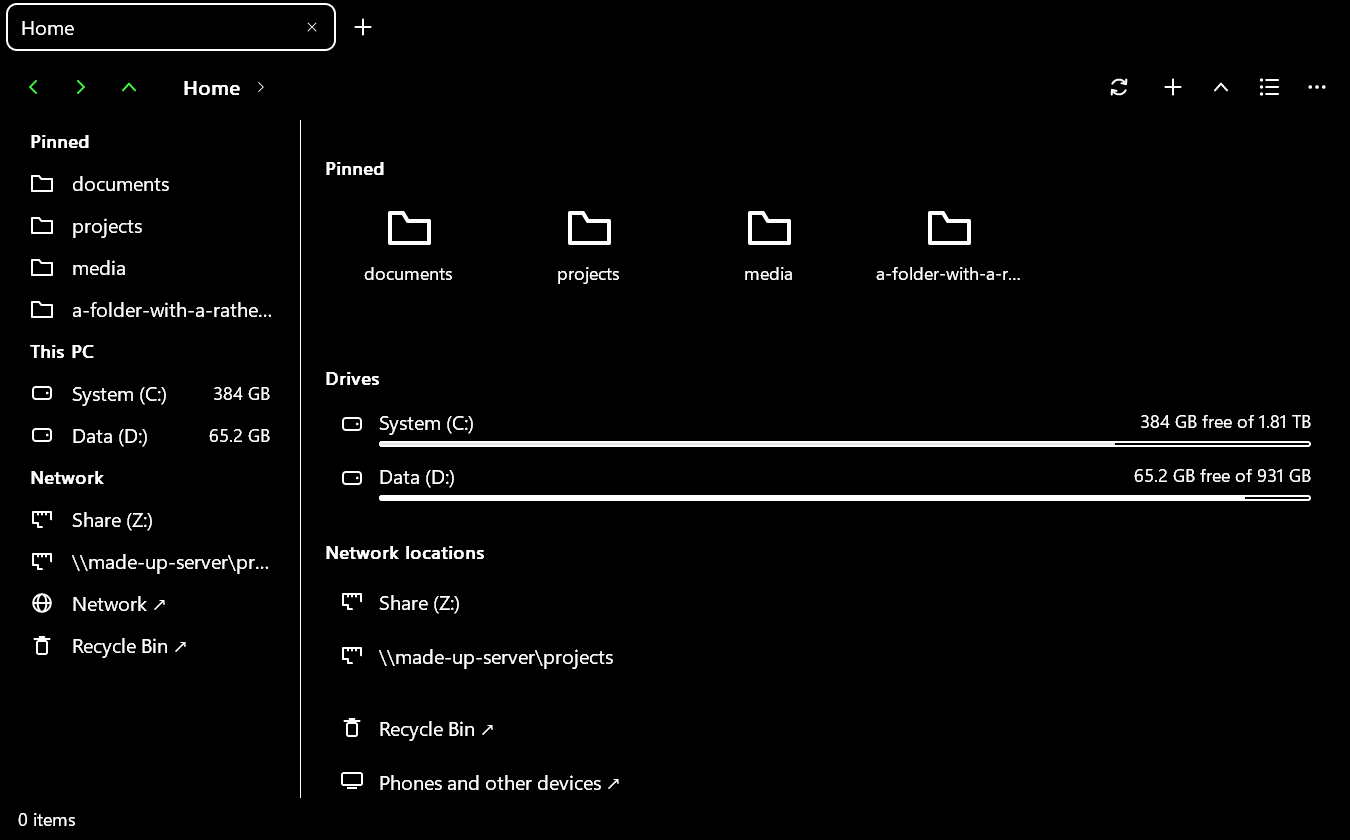 Home
Home
Pinned
documents
projects
media
a-folder-with-a-rathe...
This PC
System (C:) 384 GB
Data (D:) 65.2 GB
Network
Share (Z:)
\\made-up-server\pr...
Network ↗
Recycle Bin ↗
Pinned
documents
projects
media
a-folder-with-a-r...
Drives
System (C:) 384 GB free of 1.81 TB
Data (D:) 65.2 GB free of 931 GB
Network locations
Share (Z:)
\\made-up-server\projects
Recycle Bin ↗
Phones and other devices ↗
0 items